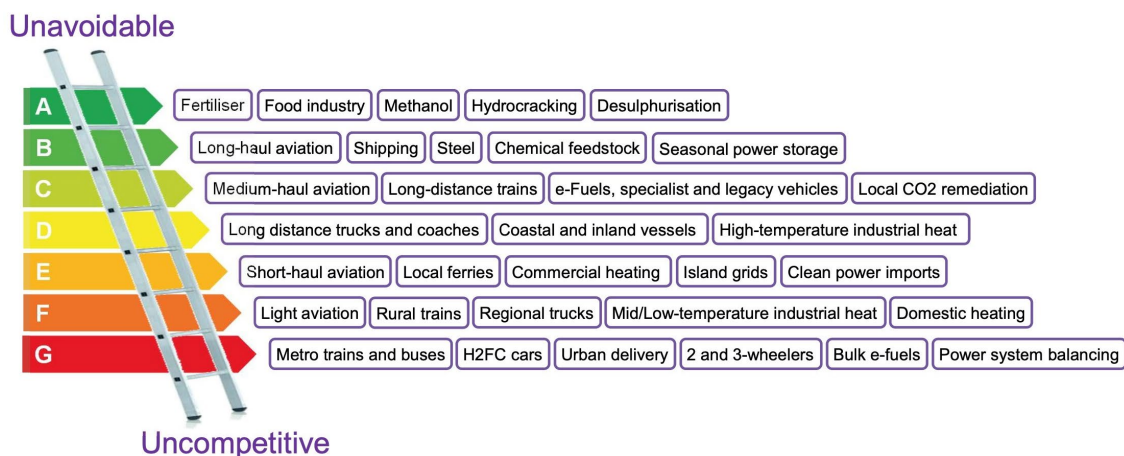 Unavoidable
A Fertiliser Food industry Methanol Hydrocracking Desulphurisation
B Long-haul aviation Shipping Steel Chemical feedstock Seasonal power storage
C Medium-haul aviation Long-distance trains e-Fuels, specialist and legacy vehicles Local CO2 remediation
D Long distance trucks and coaches Coastal and inland vessels High-temperature industrial heat
E Short-haul aviation Local ferries Commercial heating Island grids Clean power imports
F Light aviation Rural trains Regional trucks Mid/Low-temperature industrial heat Domestic heating
G Metro trains and buses H2FC cars Urban delivery 2 and 3-wheelers Bulk e-fuels Power system balancing
Uncompetitive